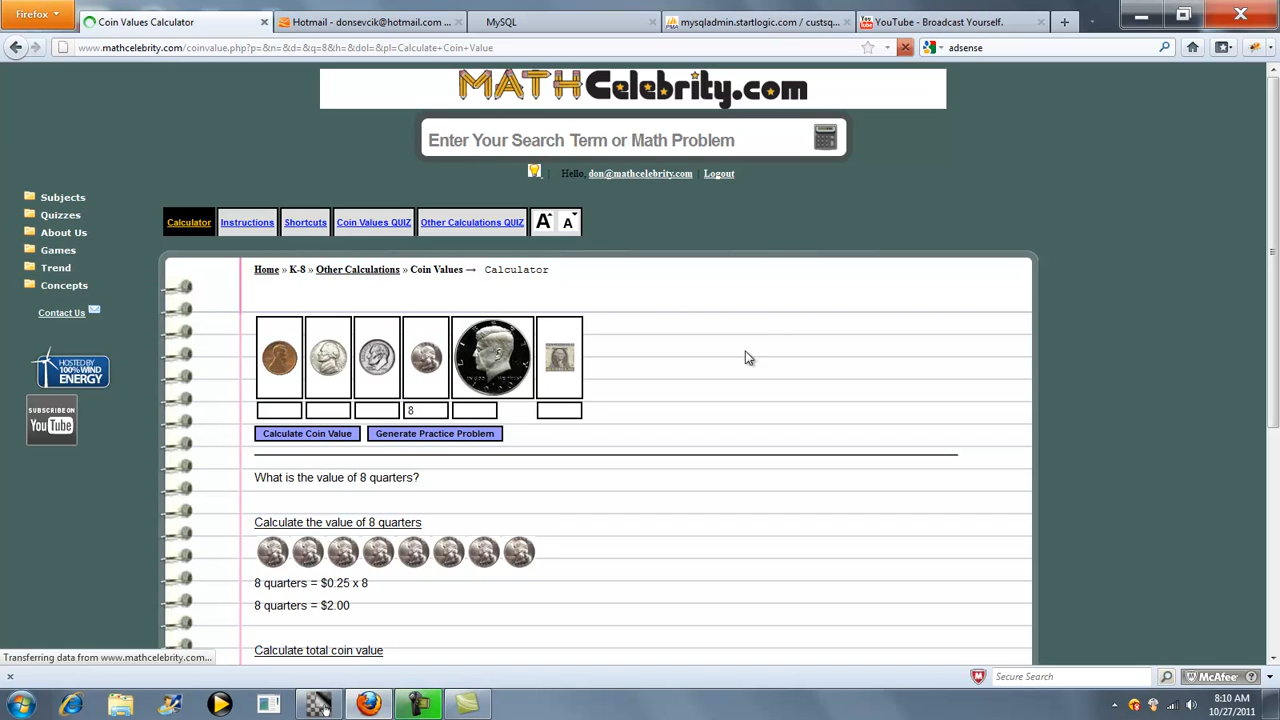 Firefox
Coin Values Calculator
Hotmail - donsevcik@hotmail.com ...
MySQL
mysqladmin.startlogic.com / custsq...
YouTube - Broadcast Yourself.
www.mathcelebrity.com/coinvalue.php?p=&n=&d=&q=8&h=&dol=&pl=Calculate+Coin+Value
adsense
MATHCelebrity.com
Enter Your Search Term or Math Problem
Hello, don@mathcelebrity.com | Logout
Subjects
Quizzes
About Us
Games
Trend
Concepts
Contact Us
HOSTED BY
100% WIND
ENERGY
SUBSCRIBE ON
YouTube
Calculator
Instructions
Shortcuts
Coin Values QUIZ
Other Calculations QUIZ
A A
Home » K-8 » Other Calculations » Coin Values → Calculator
8
Calculate Coin Value
Generate Practice Problem
What is the value of 8 quarters?
Calculate the value of 8 quarters
8 quarters = $0.25 x 8
8 quarters = $2.00
Calculate total coin value
Transferring data from www.mathcelebrity.com...
Secure Search
McAfee
8:10 AM
10/27/2011